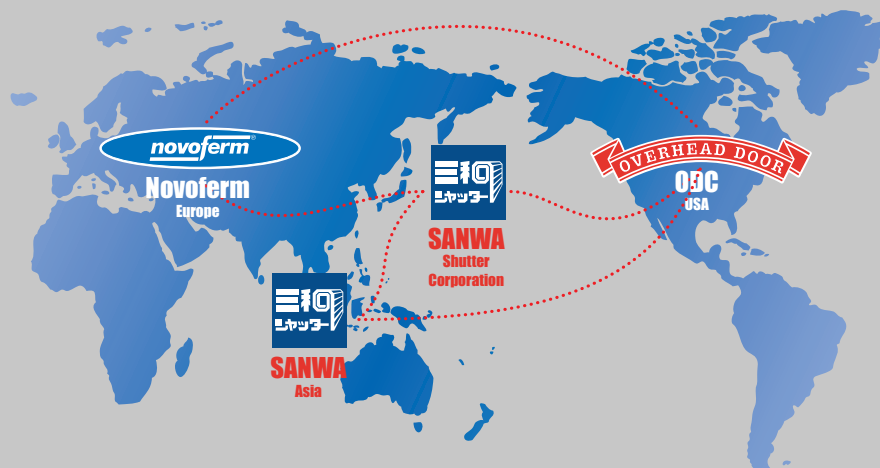 novoferm®
Novoferm
Europe
三和
シャッター
SANWA
Shutter
Corporation
OVERHEAD DOOR
ODC
USA
三和
シャッター
SANWA
Asia